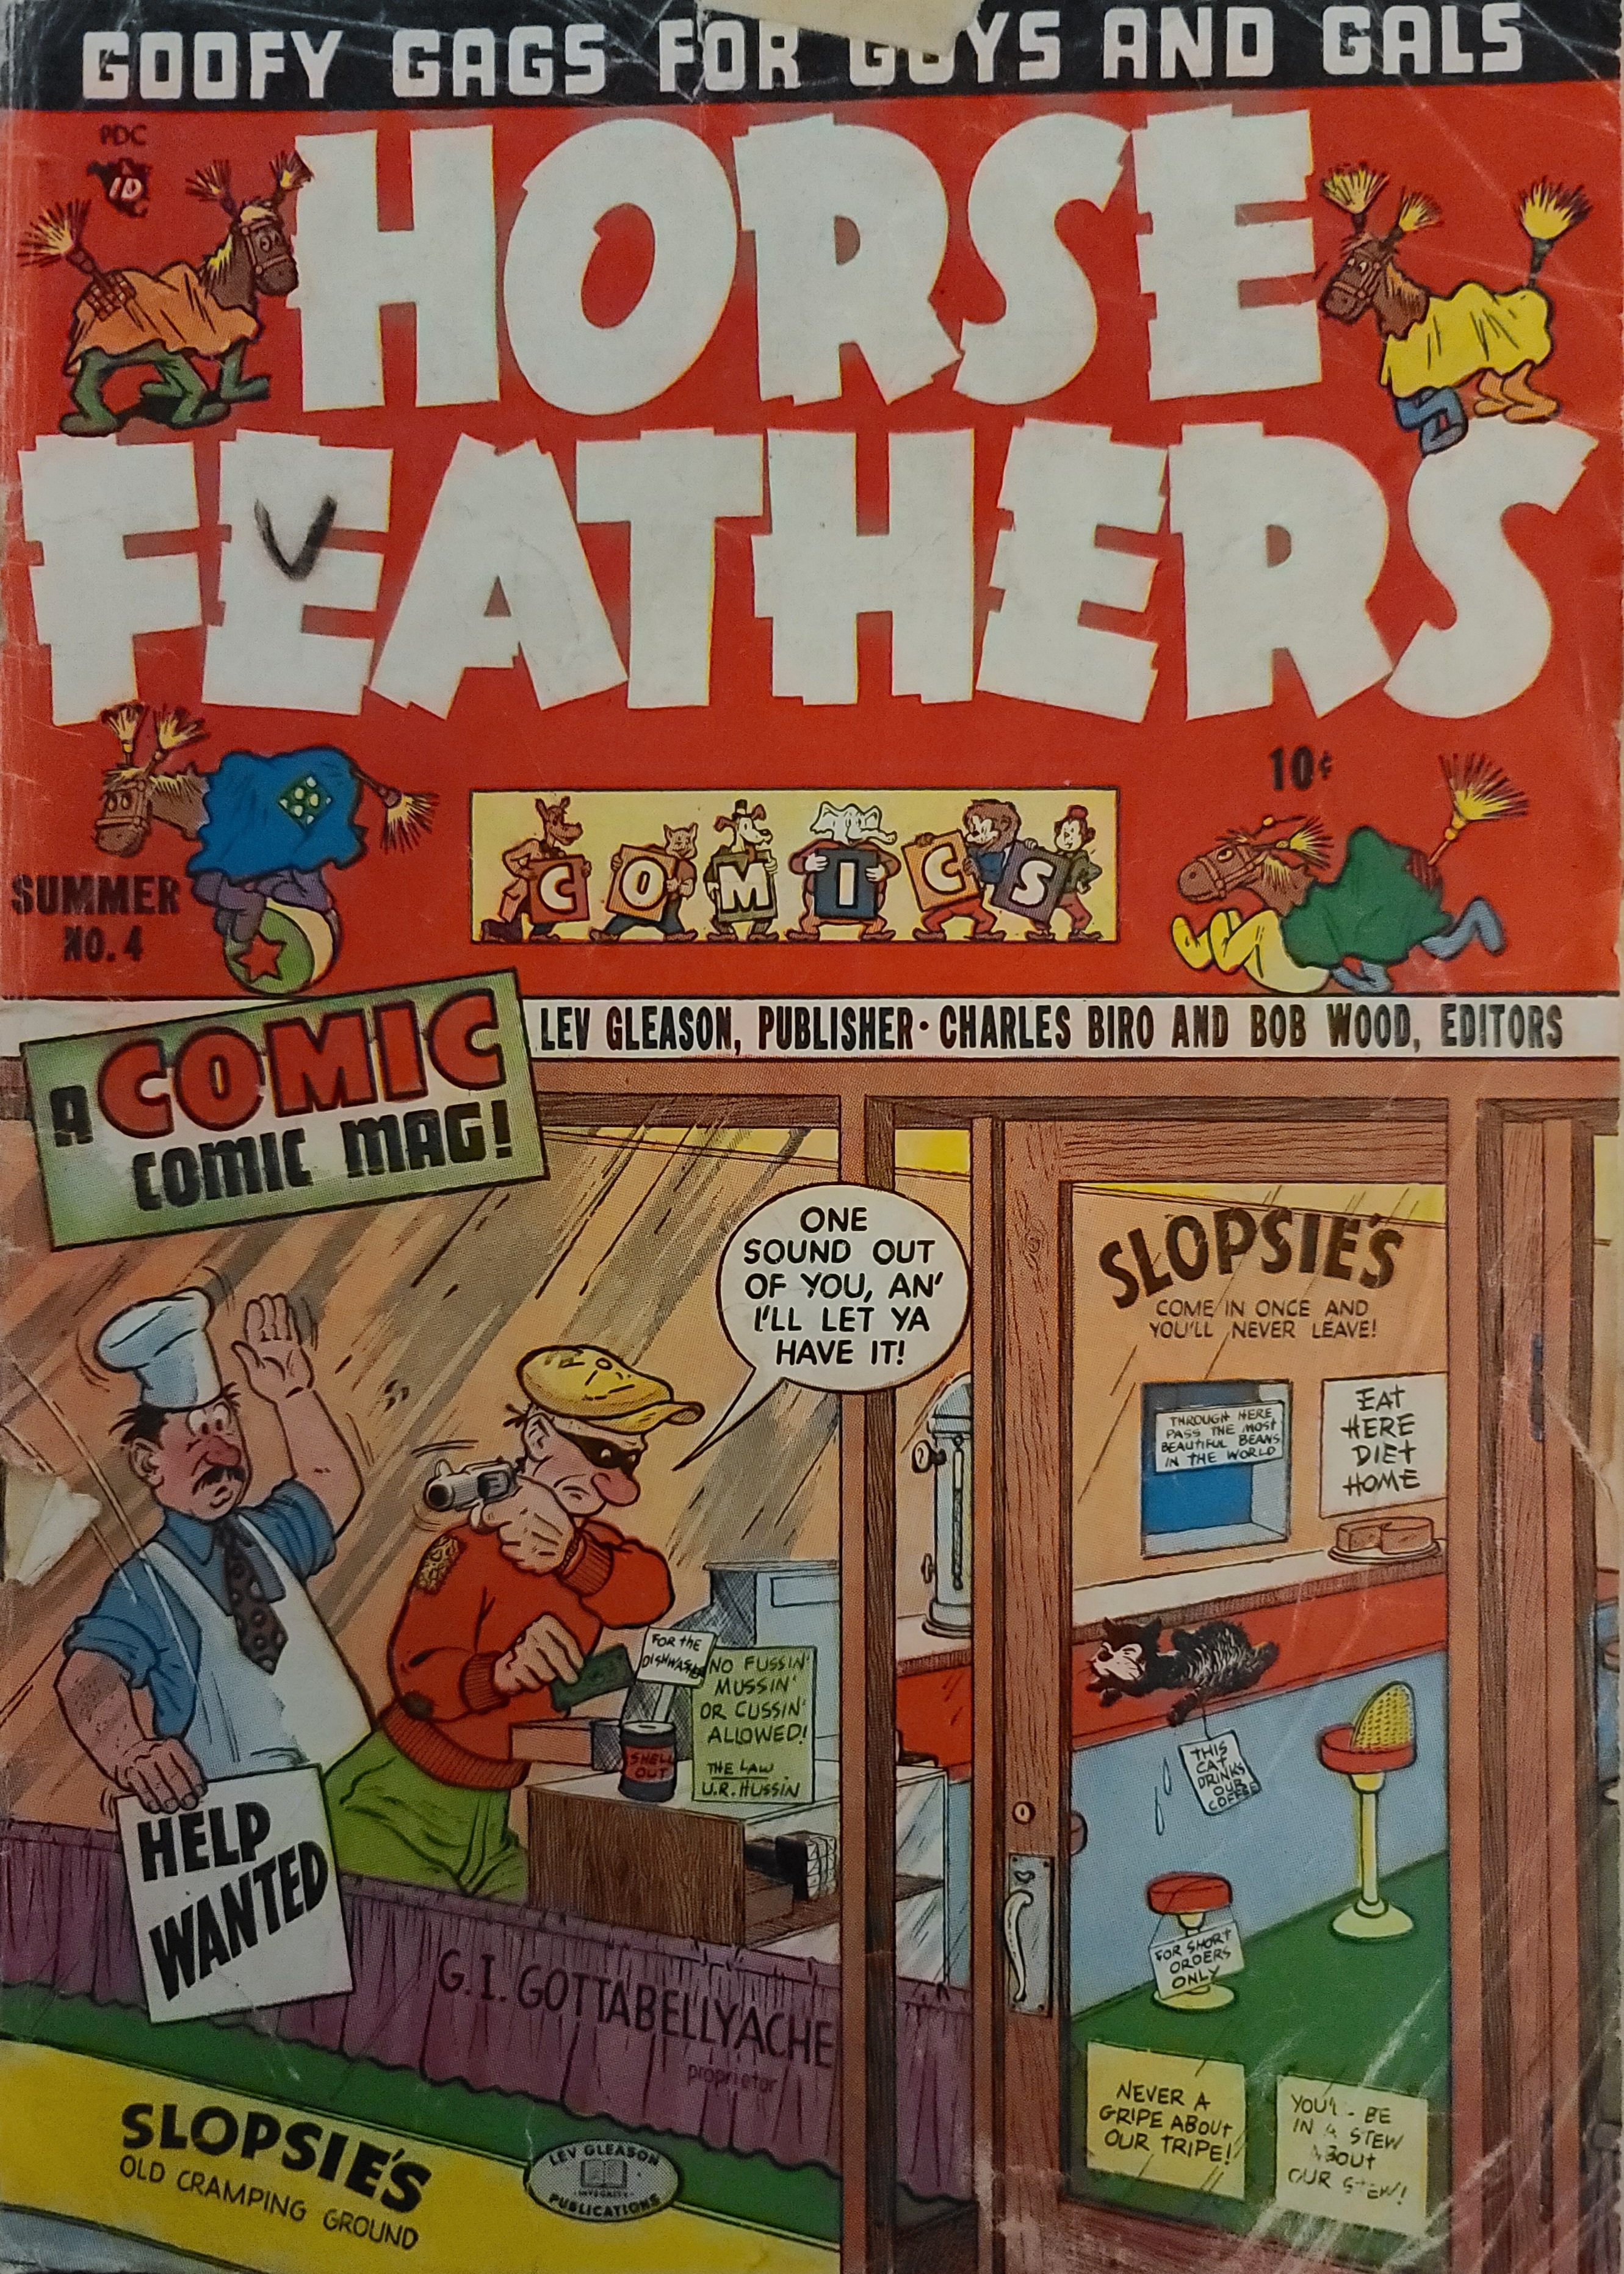 GOOFY GAGS FOR GUYS AND GALS
PDC
10c
HORSE
FEATHERS
10¢
COMICS
SUMMER
NO. 4
LEV GLEASON, PUBLISHER · CHARLES BIRO AND BOB WOOD, EDITORS
A COMIC
COMIC MAG!
ONE
SOUND OUT
OF YOU, AN'
I'LL LET YA
HAVE IT!
SLOPSIE'S
COME IN ONCE AND
YOU'LL NEVER LEAVE!
THROUGH HERE
PASS THE MOST
BEAUTIFUL BEANS
IN THE WORLD
EAT
HERE
DIET
HOME
FOR THE
DISHWASHER
NO FUSSIN'
MUSSIN'
OR CUSSIN'
ALLOWED!
THE LAW
U.R. HUSSIN
SHELL
OUT
THIS
CAT
DRINKS
OUR
COFFEE
HELP
WANTED
FOR SHORT
ORDERS
ONLY
G.I. GOTTABELLYACHE
proprietor
NEVER A
GRIPE ABOUT
OUR TRIPE!
YOU'LL BE
IN A STEW
ABOUT
OUR STEW!
SLOPSIE'S
OLD CRAMPING GROUND
LEV GLEASON
INTEGRITY
PUBLICATIONS